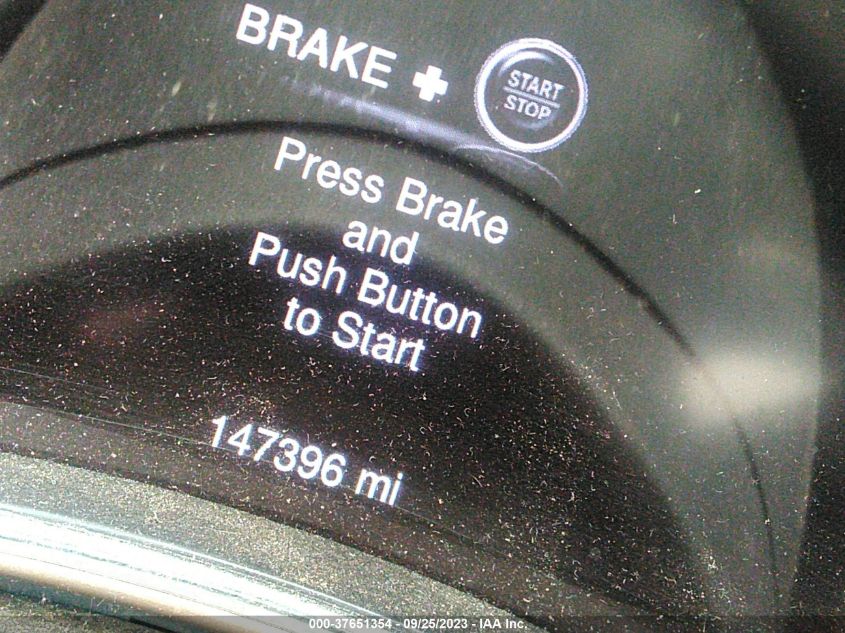 BRAKE +
START
STOP
Press Brake
and
Push Button
to Start
147396 mi
000-37651354 - 09/25/2023 - IAA Inc.